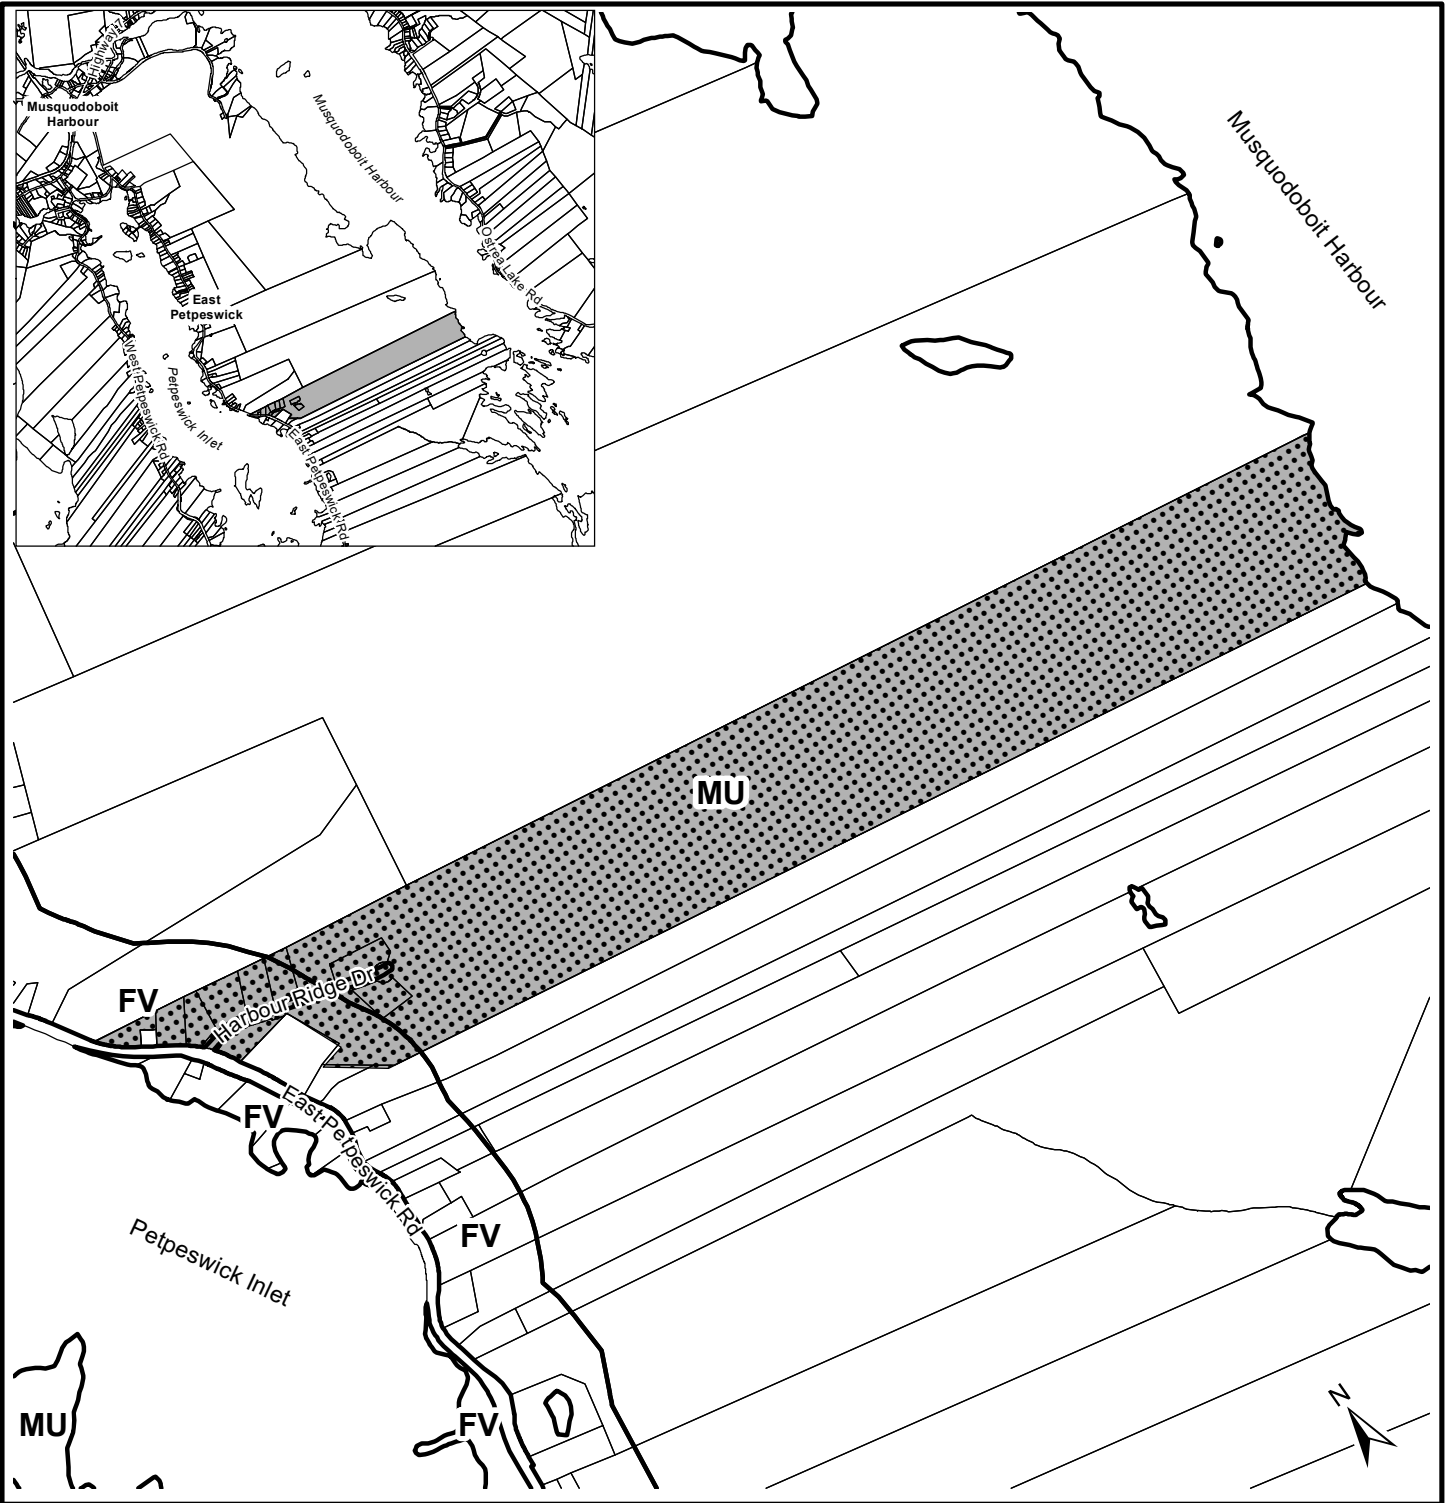 Highway 7
Musquodoboit
Harbour
Musquodoboit Harbour
Ostrea Lake Rd
East
Petpeswick
West Petpeswick Rd
Petpeswick Inlet
East Petpeswick Rd
Musquodoboit Harbour
MU
Harbour Ridge Dr
FV
East Petpeswick Rd
FV
FV
Petpeswick Inlet
MU
FV
N